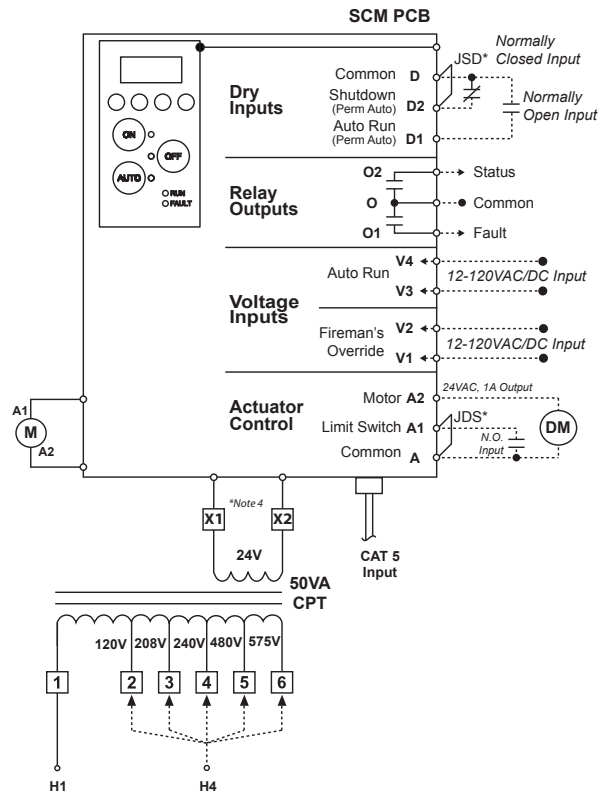 SCM PCB
Normally
Closed Input
JSD*
Dry
Inputs
Common D
Shutdown
(Perm Auto) D2
Auto Run
(Perm Auto) D1
Normally
Open Input
ON
OFF
AUTO
RUN
FAULT
Relay
Outputs
O2 Status
O Common
O1 Fault
Voltage
Inputs
Auto Run
V4
V3
12-120VAC/DC Input
Fireman's
Override
V2
V1
12-120VAC/DC Input
Actuator
Control
Motor A2
24VAC, 1A Output
Limit Switch A1
JDS*
Common A
N.O.
Input
DM
A1
M
A2
X1
*Note 4
X2
24V
CAT 5
Input
50VA
CPT
120V 208V 240V 480V 575V
1 2 3 4 5 6
H1 H4